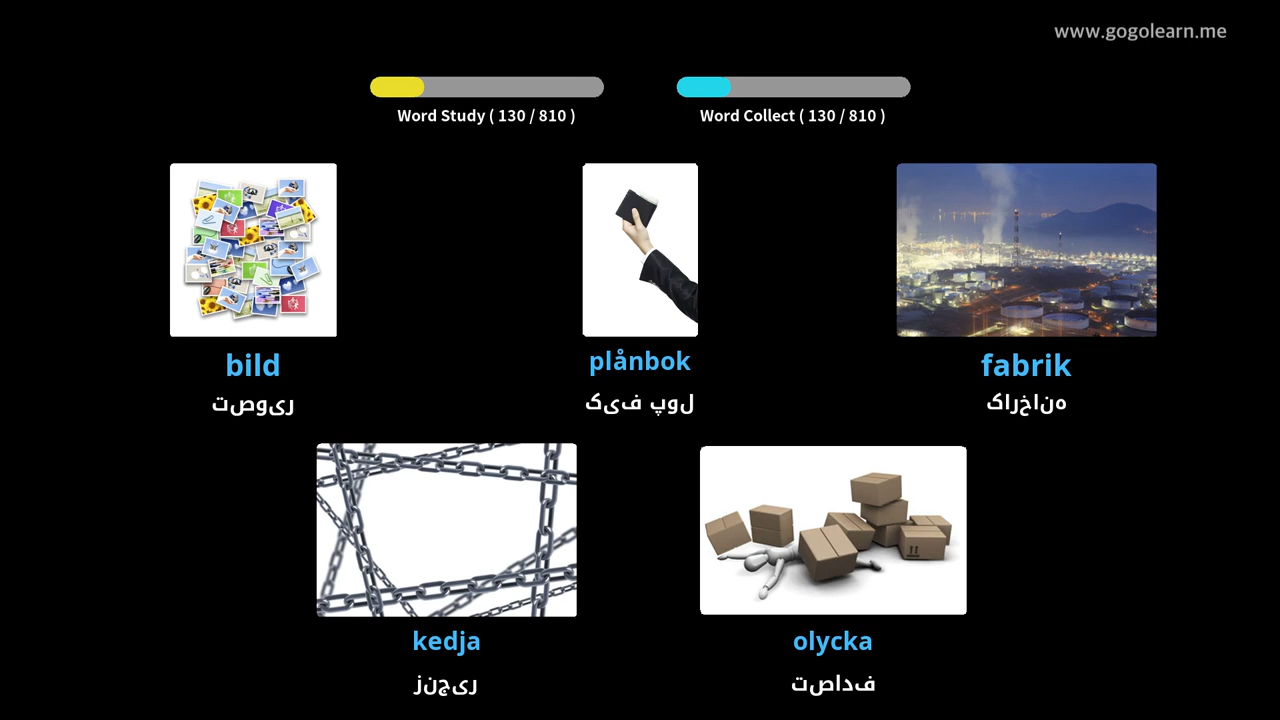 www.gogolearn.me
Word Study ( 130 / 810 )
Word Collect ( 130 / 810 )
bild
ریوصت
plånbok
لوپ فیک
fabrik
هناخراک
kedja
ریجنز
olycka
فداصت